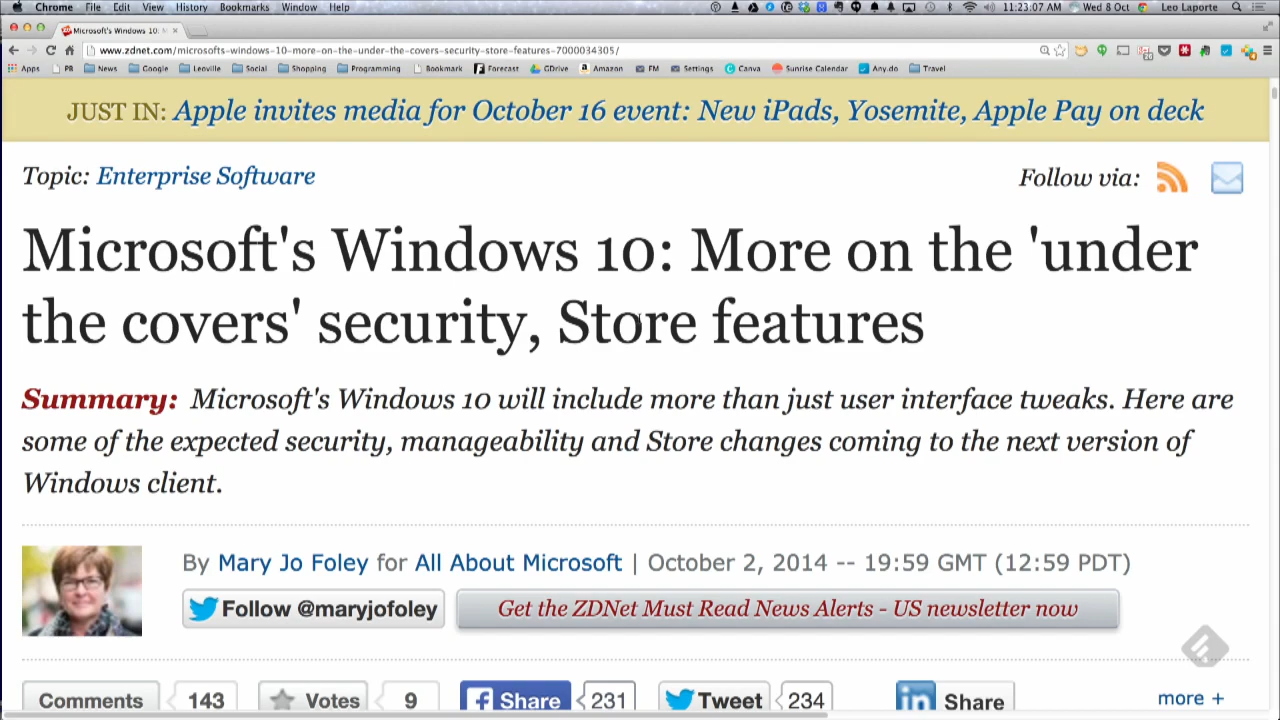 Chrome File Edit View History Bookmarks Window Help 11:23:07 AM Wed 8 Oct Leo Laporte
Microsoft's Windows 10:
www.zdnet.com/microsofts-windows-10-more-on-the-under-the-covers-security-store-features-7000034305/
Apps PB News Google Leoville Social Shopping Programming Bookmark Forecast GDrive Amazon FM Settings Canva Sunrise Calendar Any.do Travel
JUST IN: Apple invites media for October 16 event: New iPads, Yosemite, Apple Pay on deck
Topic: Enterprise Software Follow via:
Microsoft's Windows 10: More on the 'under
the covers' security, Store features
Summary: Microsoft's Windows 10 will include more than just user interface tweaks. Here are
some of the expected security, manageability and Store changes coming to the next version of
Windows client.
By Mary Jo Foley for All About Microsoft | October 2, 2014 -- 19:59 GMT (12:59 PDT)
Follow @maryjofoley Get the ZDNet Must Read News Alerts - US newsletter now
Comments 143 Votes 9 Share 231 Tweet 234 in Share more +